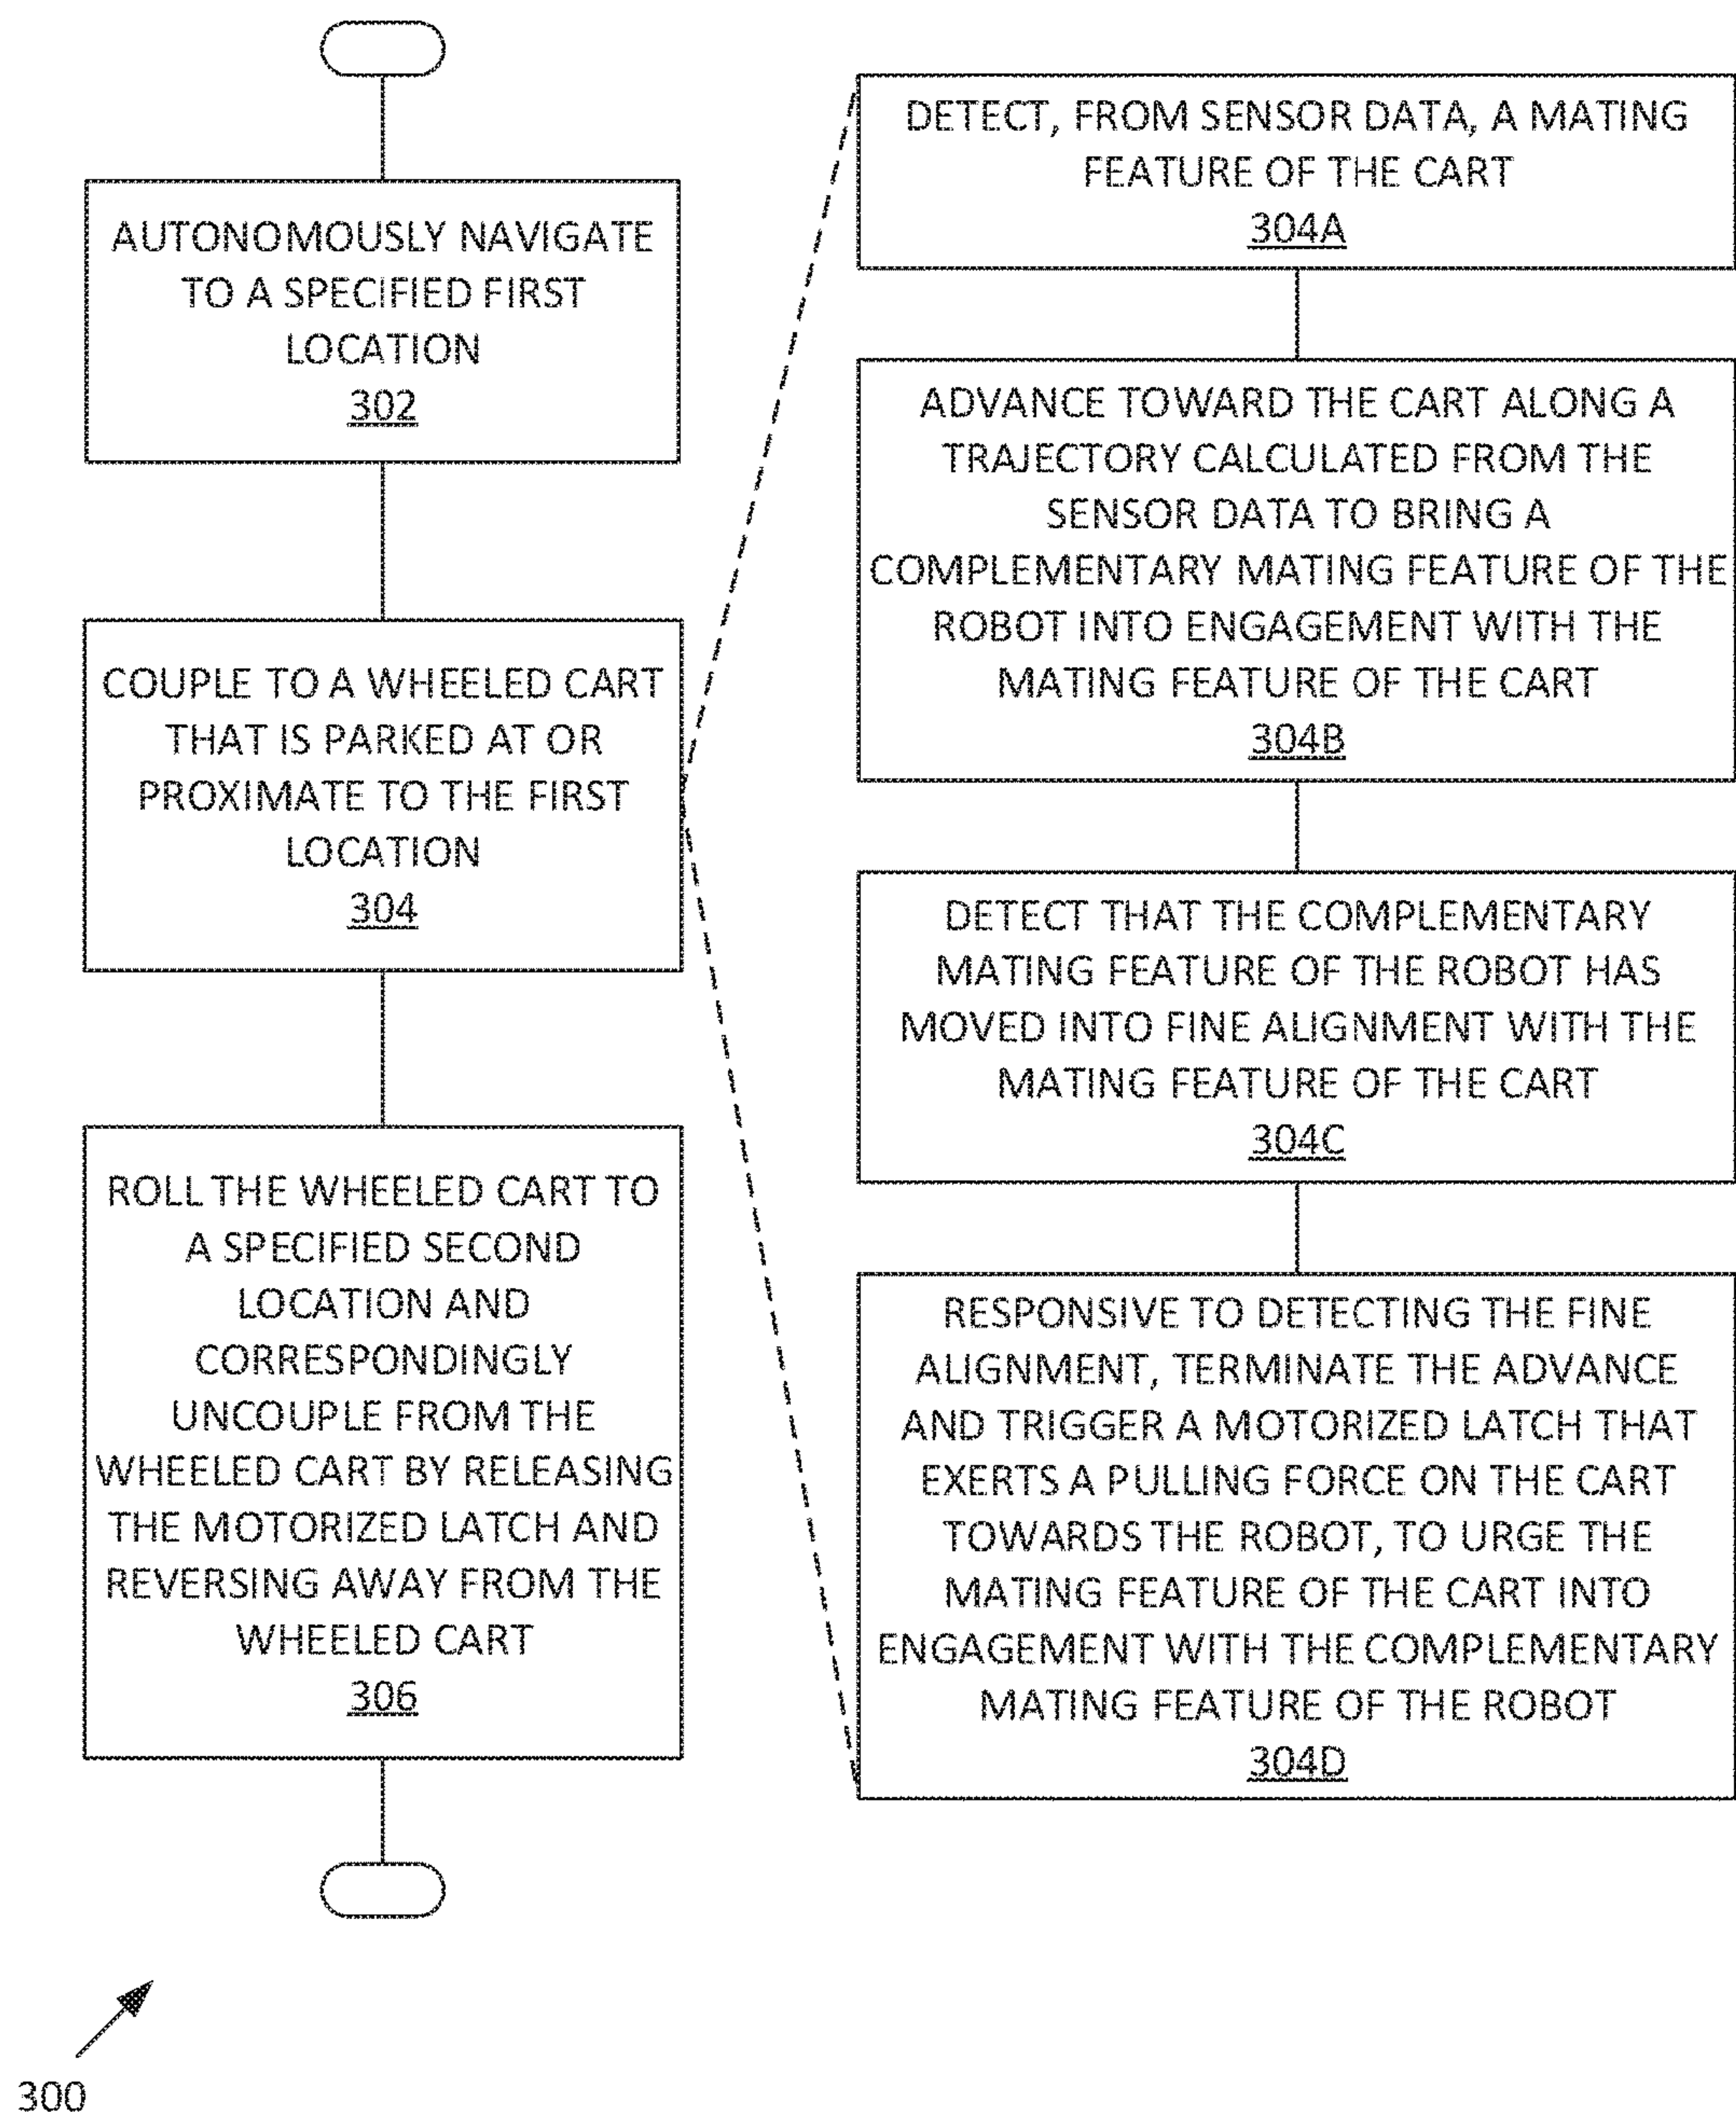 AUTONOMOUSLY NAVIGATE
TO A SPECIFIED FIRST
LOCATION
302
COUPLE TO A WHEELED CART
THAT IS PARKED AT OR
PROXIMATE TO THE FIRST
LOCATION
304
ROLL THE WHEELED CART TO
A SPECIFIED SECOND
LOCATION AND
CORRESPONDINGLY
UNCOUPLE FROM THE
WHEELED CART BY RELEASING
THE MOTORIZED LATCH AND
REVERSING AWAY FROM THE
WHEELED CART
306
DETECT, FROM SENSOR DATA, A MATING
FEATURE OF THE CART
304A
ADVANCE TOWARD THE CART ALONG A
TRAJECTORY CALCULATED FROM THE
SENSOR DATA TO BRING A
COMPLEMENTARY MATING FEATURE OF THE
ROBOT INTO ENGAGEMENT WITH THE
MATING FEATURE OF THE CART
304B
DETECT THAT THE COMPLEMENTARY
MATING FEATURE OF THE ROBOT HAS
MOVED INTO FINE ALIGNMENT WITH THE
MATING FEATURE OF THE CART
304C
RESPONSIVE TO DETECTING THE FINE
ALIGNMENT, TERMINATE THE ADVANCE
AND TRIGGER A MOTORIZED LATCH THAT
EXERTS A PULLING FORCE ON THE CART
TOWARDS THE ROBOT, TO URGE THE
MATING FEATURE OF THE CART INTO
ENGAGEMENT WITH THE COMPLEMENTARY
MATING FEATURE OF THE ROBOT
304D
300